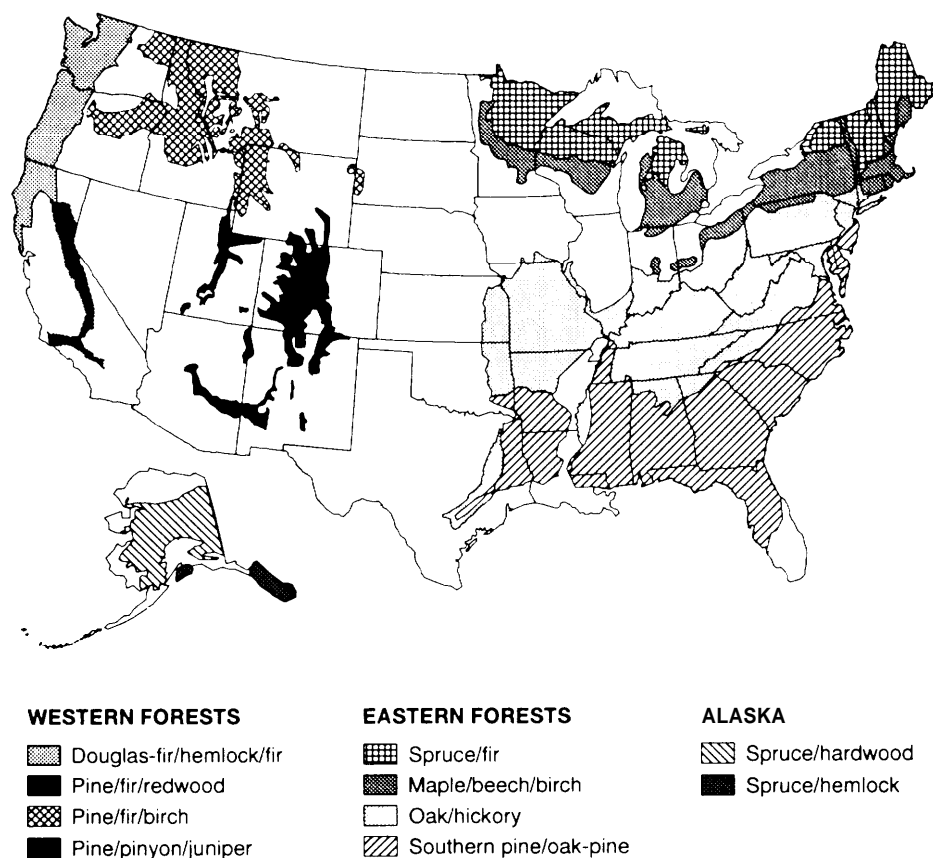 WESTERN FORESTS
Douglas-fir/hemlock/fir
Pine/fir/redwood
Pine/fir/birch
Pine/pinyon/juniper
EASTERN FORESTS
Spruce/fir
Maple/beech/birch
Oak/hickory
Southern pine/oak-pine
ALASKA
Spruce/hardwood
Spruce/hemlock